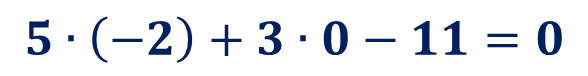 5 · (−2) + 3 · 0 − 11 = 0